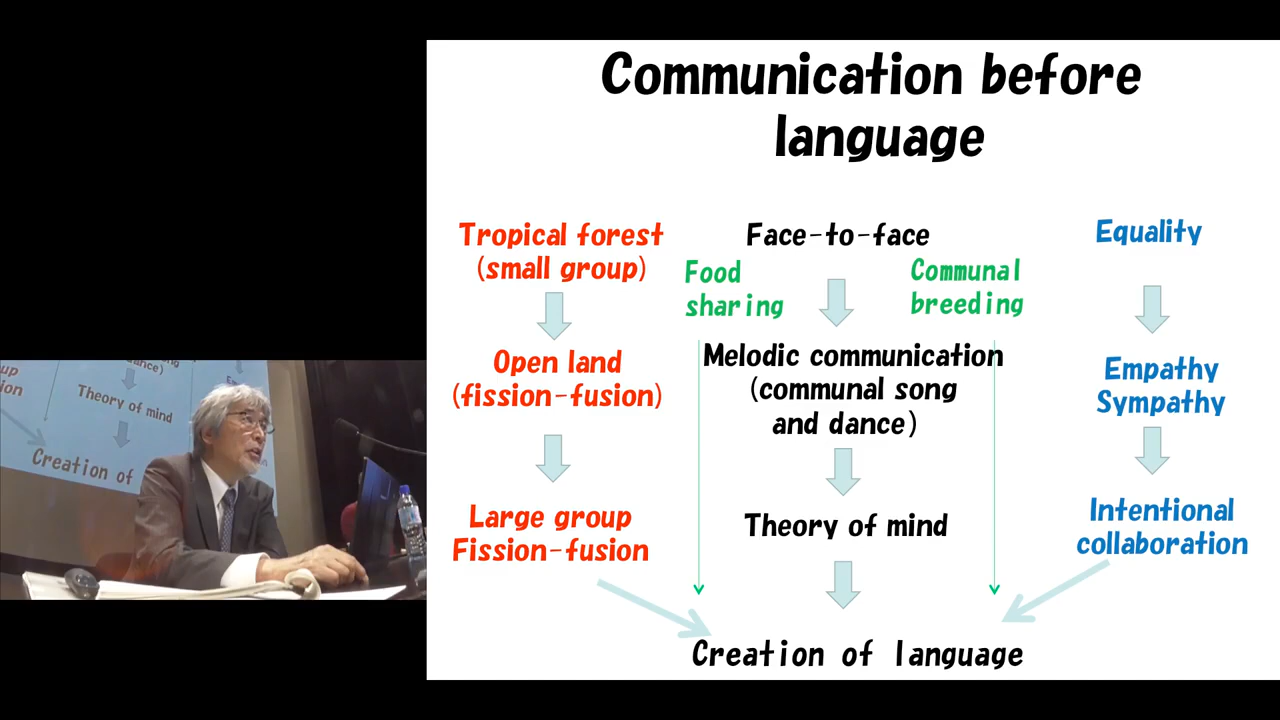 Communication before
language
Tropical forest
(small group)
Face-to-face
Equality
Food
sharing
Communal
breeding
Open land
(fission-fusion)
Melodic communication
(communal song
and dance)
Empathy
Sympathy
Large group
Fission-fusion
Theory of mind
Intentional
collaboration
Creation of language
dance)
Theory of mind
Creation of